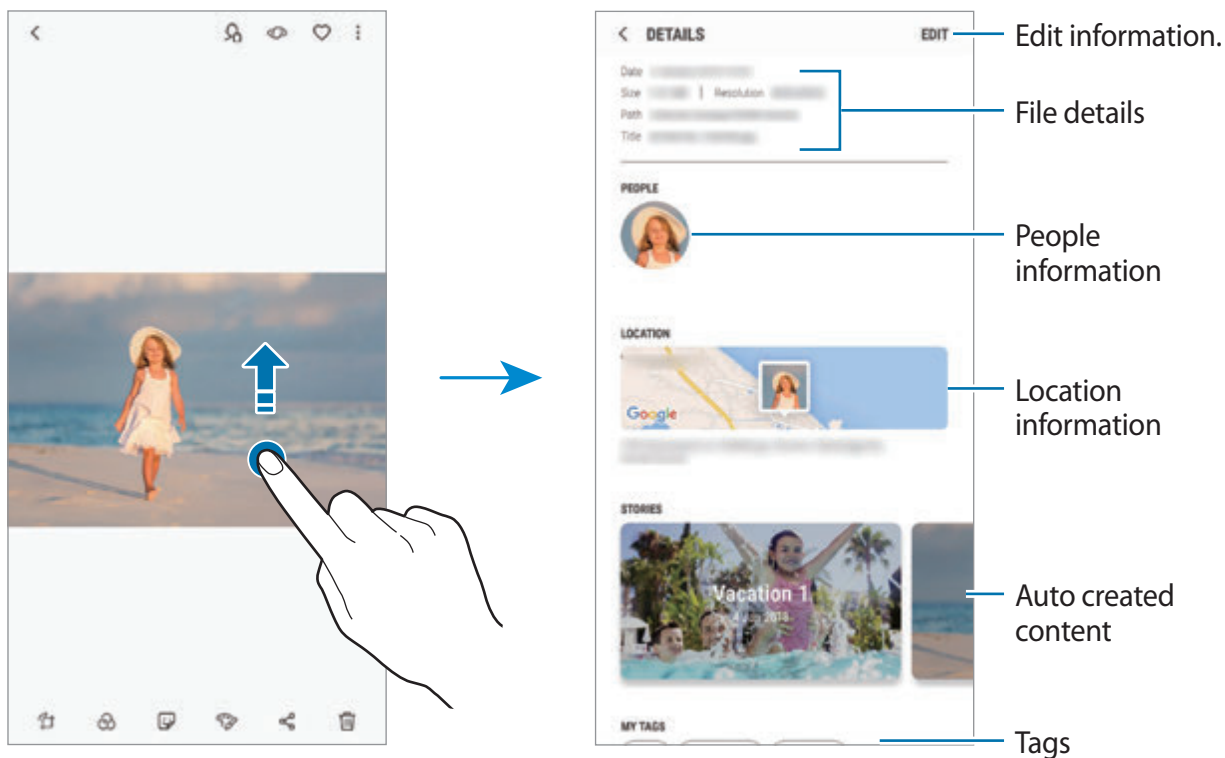 DETAILS
EDIT
Edit information.
Date
Size | Resolution
Path
Title
File details
PEOPLE
People
information
LOCATION
Google
Location
information
STORIES
Vacation 1
Auto created
content
MY TAGS
Tags